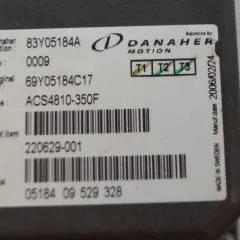 Solutions by
DANAHER
MOTION
anaher
83Y05184A
0009
T1 T2 T3
iginal
69Y05184C17
ACS4810-350F
item
220629-001
05184 09 529 328
Manuf date
2006/02/24
MADE IN SWEDEN